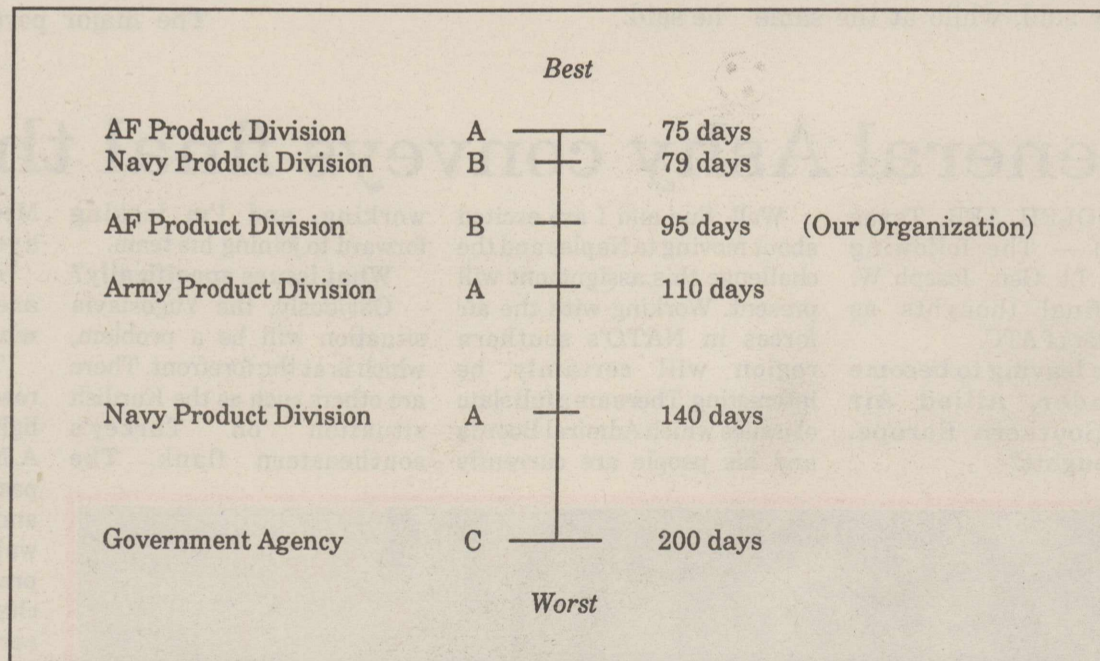 Best
AF Product Division A 75 days
Navy Product Division B 79 days
AF Product Division B 95 days (Our Organization)
Army Product Division A 110 days
Navy Product Division A 140 days
Government Agency C 200 days
Worst